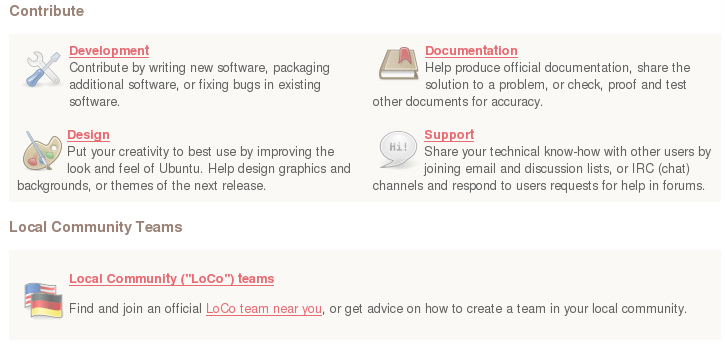 Contribute
Development
Contribute by writing new software, packaging
additional software, or fixing bugs in existing
software.
Documentation
Help produce official documentation, share the
solution to a problem, or check, proof and test
other documents for accuracy.
Design
Put your creativity to best use by improving the
look and feel of Ubuntu. Help design graphics and
backgrounds, or themes of the next release.
Hi!
Support
Share your technical know-how with other users by
joining email and discussion lists, or IRC (chat)
channels and respond to users requests for help in forums.
Local Community Teams
Local Community ("LoCo") teams
Find and join an official LoCo team near you, or get advice on how to create a team in your local community.